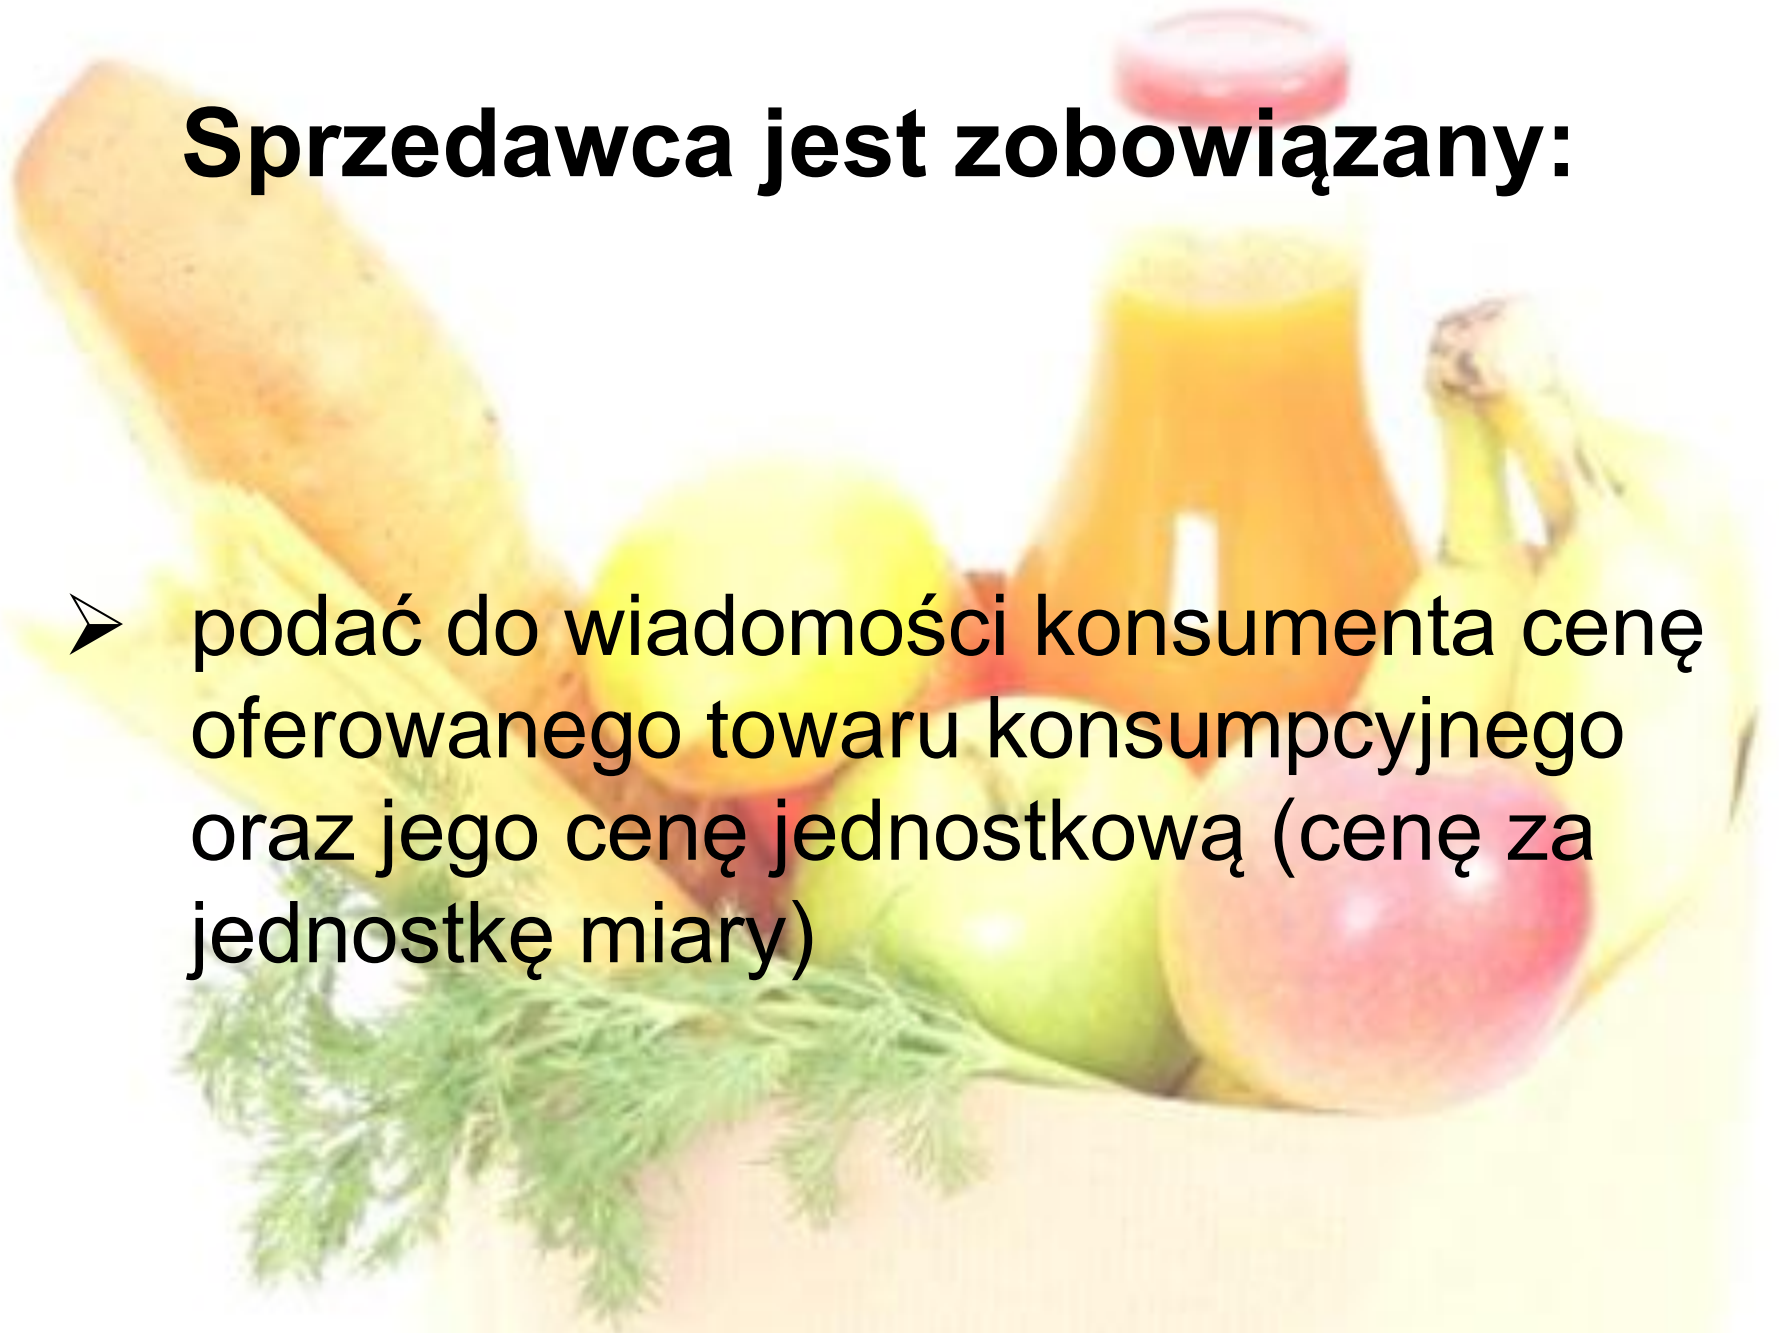 Sprzedawca jest zobowiązany:
➢ podać do wiadomości konsumenta cenę
oferowanego towaru konsumpcyjnego
oraz jego cenę jednostkową (cenę za
jednostkę miary)